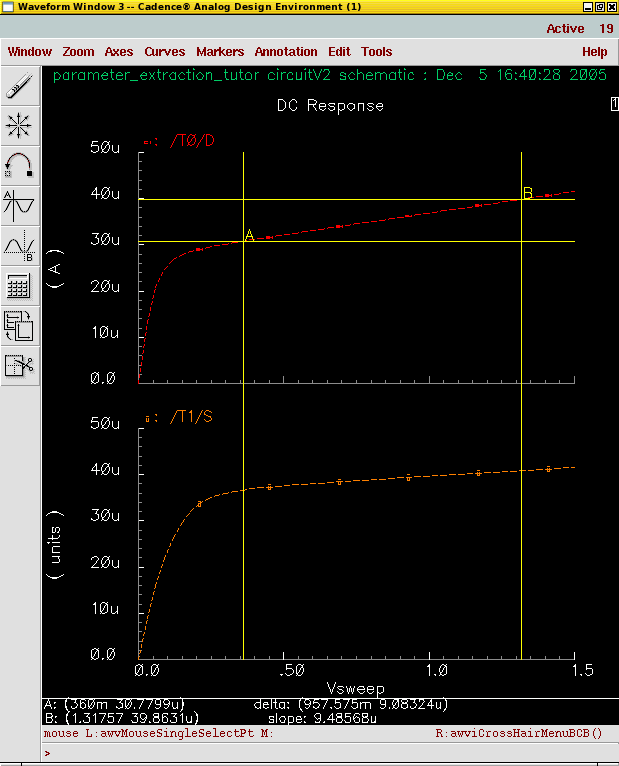 Waveform Window 3 -- Cadence® Analog Design Environment (1)
Active 19
Window Zoom Axes Curves Markers Annotation Edit Tools Help
parameter_extraction_tutor circuitV2 schematic : Dec 5 16:40:28 2005
DC Response
1
: /T0/D
50u
40u
30u
20u
10u
0.0
(A)
A
B
: /T1/S
50u
40u
30u
20u
10u
0.0
( units )
0.0 .50 1.0 1.5
Vsweep
A: (360m 30.7799u) delta: (957.575m 9.08324u)
B: (1.31757 39.8631u) slope: 9.48568u
mouse L:awvMouseSingleSelectPt M: R:awviCrossHairMenuBCB()
>
A
B